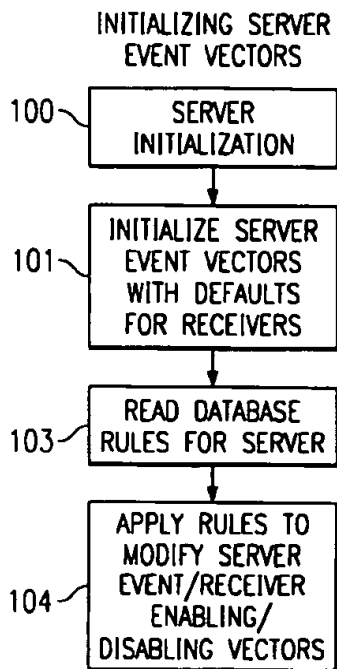 INITIALIZING SERVER
EVENT VECTORS
100
SERVER
INITIALIZATION
101
INITIALIZE SERVER
EVENT VECTORS
WITH DEFAULTS
FOR RECEIVERS
103
READ DATABASE
RULES FOR SERVER
104
APPLY RULES TO
MODIFY SERVER
EVENT/RECEIVER
ENABLING/
DISABLING VECTORS